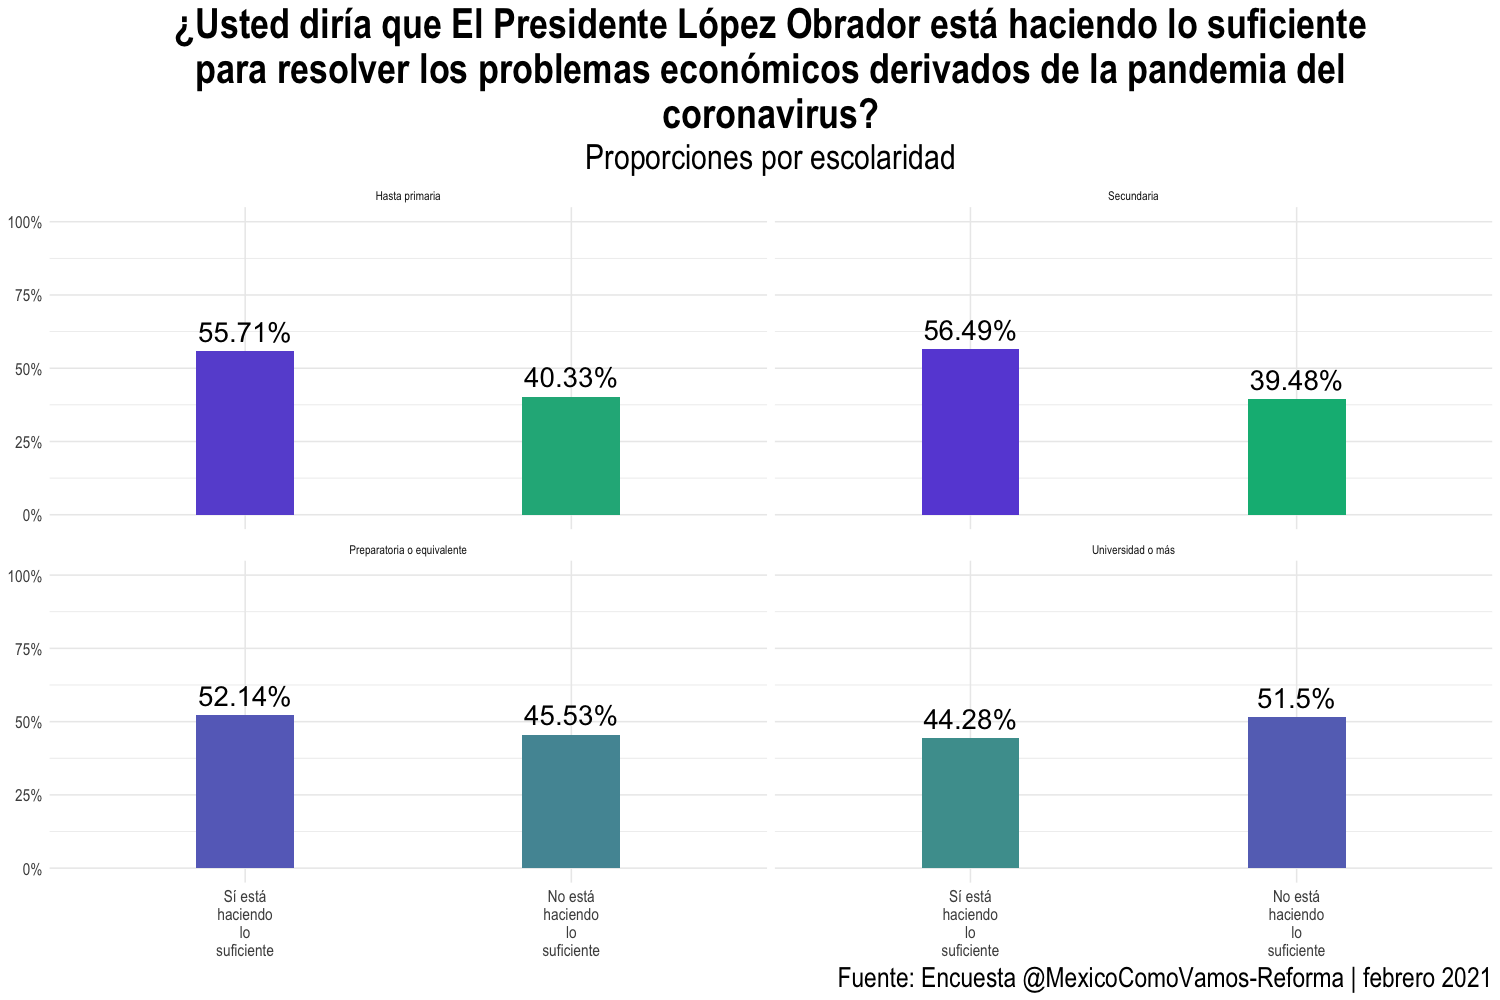 ¿Usted diría que El Presidente López Obrador está haciendo lo suficiente
para resolver los problemas económicos derivados de la pandemia del
coronavirus?
Proporciones por escolaridad
Hasta primaria
100%
75%
50%
25%
0%
55.71%
40.33%
Secundaria
56.49%
39.48%
Preparatoria o equivalente
100%
75%
50%
25%
0%
52.14%
45.53%
Sí está
haciendo
lo
suficiente
No está
haciendo
lo
suficiente
Universidad o más
44.28%
51.5%
Sí está
haciendo
lo
suficiente
No está
haciendo
lo
suficiente
Fuente: Encuesta @MexicoComoVamos-Reforma | febrero 2021